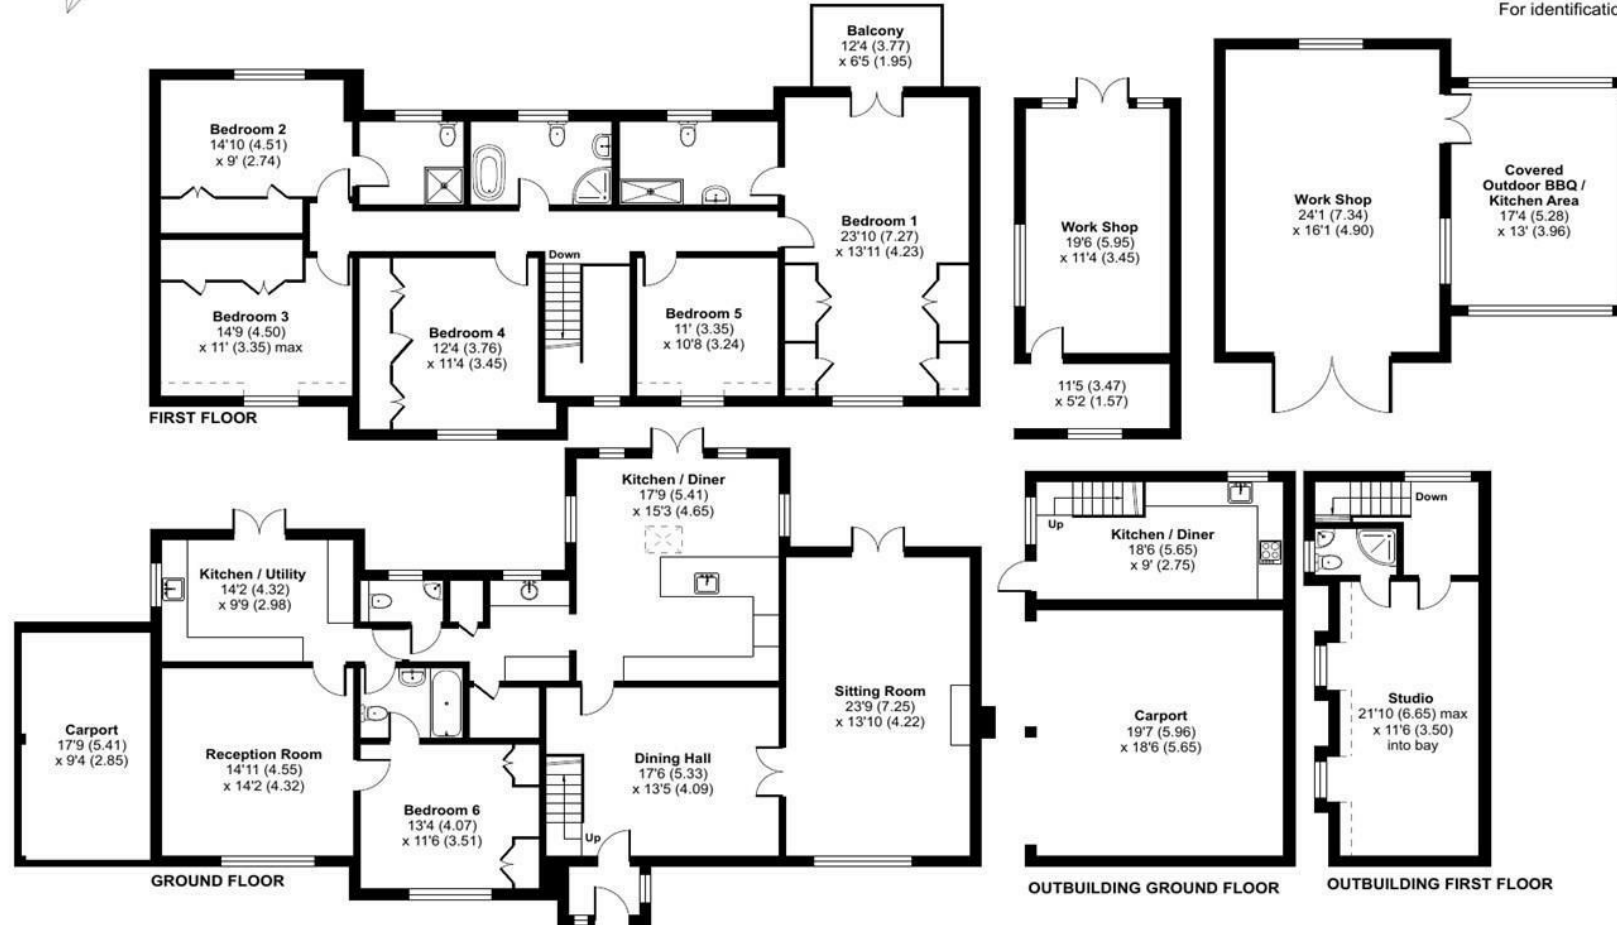 For identificatio
Balcony
12'4 (3.77)
x 6'5 (1.95)
Bedroom 2
14'10 (4.51)
x 9' (2.74)
Bedroom 1
23'10 (7.27)
x 13'11 (4.23)
Down
Bedroom 3
14'9 (4.50)
x 11' (3.35) max
Bedroom 4
12'4 (3.76)
x 11'4 (3.45)
Bedroom 5
11' (3.35)
x 10'8 (3.24)
FIRST FLOOR
Work Shop
19'6 (5.95)
x 11'4 (3.45)
11'5 (3.47)
x 5'2 (1.57)
Work Shop
24'1 (7.34)
x 16'1 (4.90)
Covered
Outdoor BBQ /
Kitchen Area
17'4 (5.28)
x 13' (3.96)
Kitchen / Diner
17'9 (5.41)
x 15'3 (4.65)
Kitchen / Utility
14'2 (4.32)
x 9'9 (2.98)
Carport
17'9 (5.41)
x 9'4 (2.85)
Reception Room
14'11 (4.55)
x 14'2 (4.32)
Bedroom 6
13'4 (4.07)
x 11'6 (3.51)
Dining Hall
17'6 (5.33)
x 13'5 (4.09)
Up
Sitting Room
23'9 (7.25)
x 13'10 (4.22)
GROUND FLOOR
Up
Kitchen / Diner
18'6 (5.65)
x 9' (2.75)
Carport
19'7 (5.96)
x 18'6 (5.65)
OUTBUILDING GROUND FLOOR
Down
Studio
21'10 (6.65) max
x 11'6 (3.50)
into bay
OUTBUILDING FIRST FLOOR